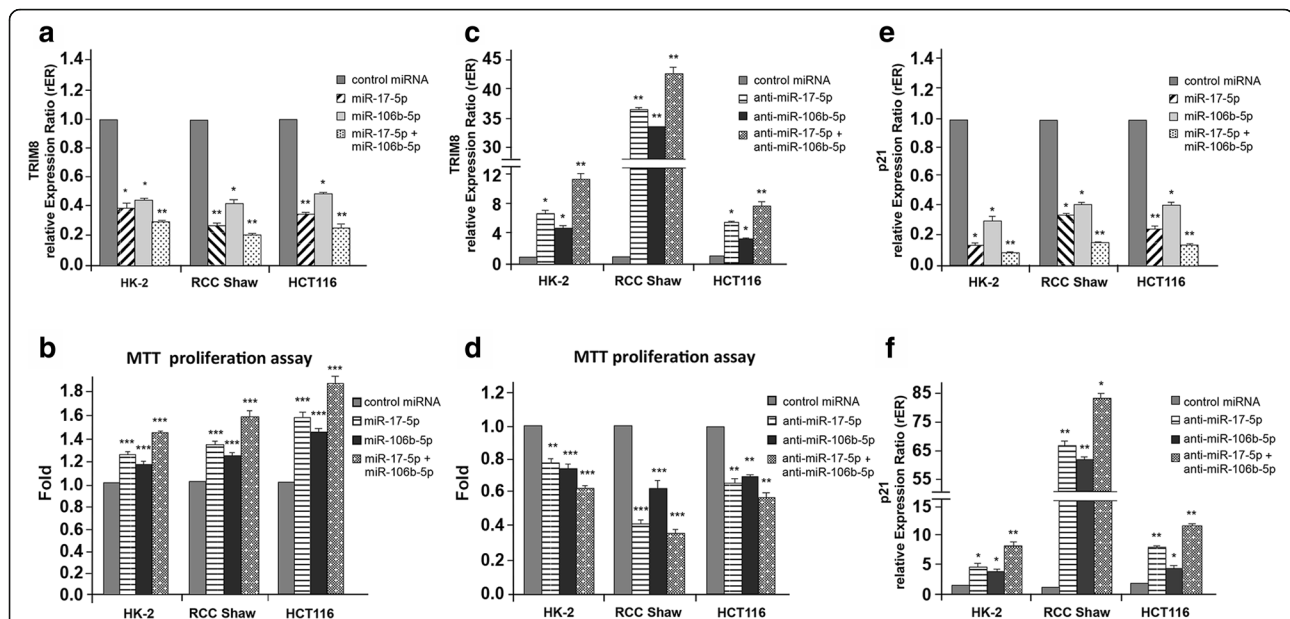 a
TRIM8
relative Expression Ratio (rER)
1.4
1.2
1.0
0.8
0.6
0.4
0.2
0.0
control miRNA
miR-17-5p
miR-106b-5p
miR-17-5p +
miR-106b-5p
* * **
** * **
** * **
HK-2 RCC Shaw HCT116
c
TRIM8
relative Expression Ratio (rER)
45
40
35
30
25
12
8
4
0
control miRNA
anti-miR-17-5p
anti-miR-106b-5p
anti-miR-17-5p +
anti-miR-106b-5p
* * **
** ** **
* * **
HK-2 RCC Shaw HCT116
e
p21
relative Expression Ratio (rER)
1.4
1.2
1.0
0.8
0.6
0.4
0.2
0.0
control miRNA
miR-17-5p
miR-106b-5p
miR-17-5p +
miR-106b-5p
* * **
* * **
** * **
HK-2 RCC Shaw HCT116
b
MTT proliferation assay
Fold
1.8
1.6
1.4
1.2
1.0
0.8
0.6
0.4
0.2
0.0
control miRNA
miR-17-5p
miR-106b-5p
miR-17-5p +
miR-106b-5p
*** *** ***
*** *** ***
*** *** ***
HK-2 RCC Shaw HCT116
d
MTT proliferation assay
Fold
1.2
1.0
0.8
0.6
0.4
0.2
0.0
control miRNA
anti-miR-17-5p
anti-miR-106b-5p
anti-miR-17-5p +
anti-miR-106b-5p
** *** ***
*** *** ***
** ** **
HK-2 RCC Shaw HCT116
f
p21
relative Expression Ratio (rER)
85
75
65
55
15
10
5
0
control miRNA
anti-miR-17-5p
anti-miR-106b-5p
anti-miR-17-5p +
anti-miR-106b-5p
* * **
** ** *
** * **
HK-2 RCC Shaw HCT116